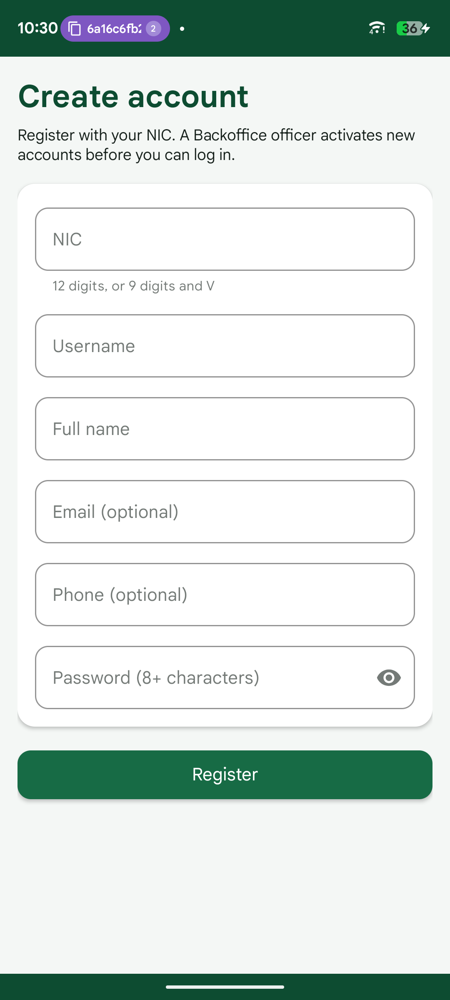 10:30 6a16c6fb 2 36
Create account
Register with your NIC. A Backoffice officer activates new
accounts before you can log in.
NIC
12 digits, or 9 digits and V
Username
Full name
Email (optional)
Phone (optional)
Password (8+ characters)
Register